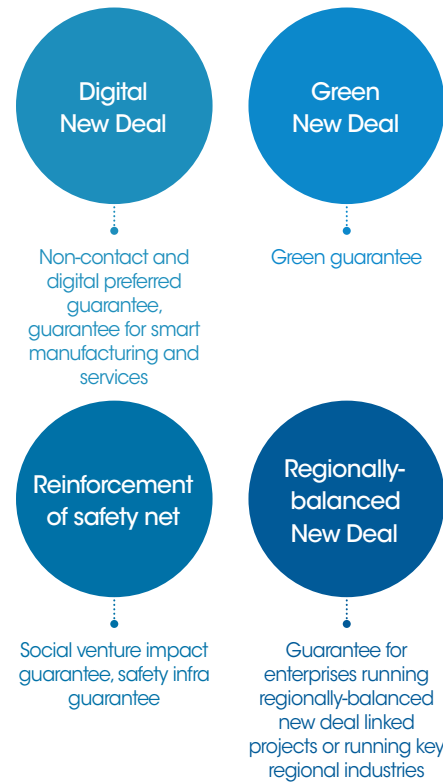 Digital
New Deal
Green
New Deal
Non-contact and
digital preferred
guarantee,
guarantee for smart
manufacturing and
services
Green guarantee
Reinforcement
of safety net
Regionally-
balanced
New Deal
Social venture impact
guarantee, safety infra
guarantee
Guarantee for
enterprises running
regionally-balanced
new deal linked
projects or running key
regional industries